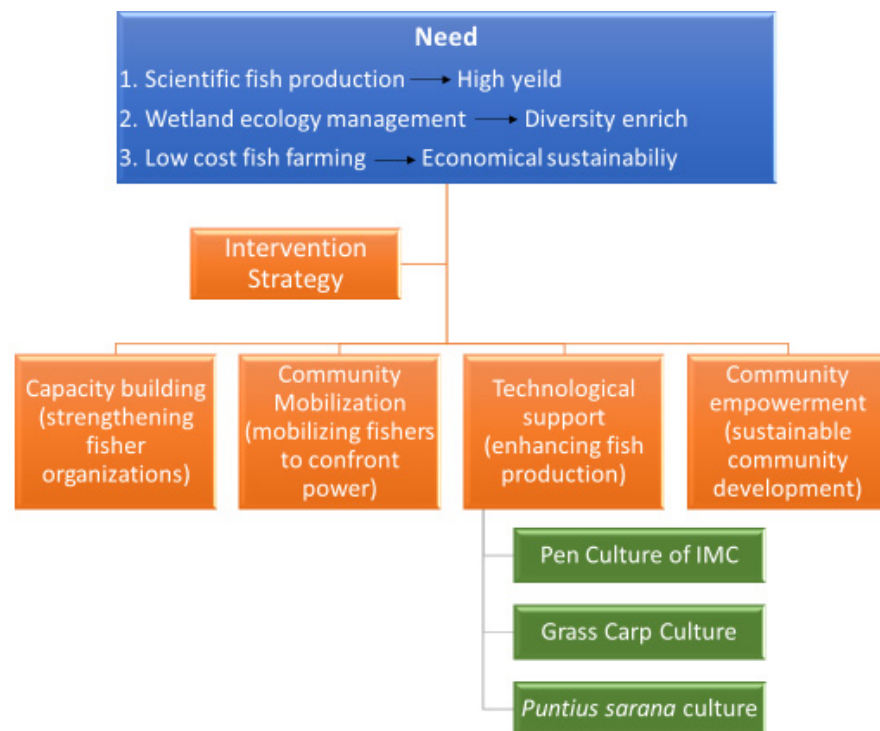 Need
1. Scientific fish production → High yeild
2. Wetland ecology management → Diversity enrich
3. Low cost fish farming → Economical sustainabiliy
Intervention
Strategy
Capacity building
(strengthening
fisher
organizations)
Community
Mobilization
(mobilizing fishers
to confront
power)
Technological
support
(enhancing fish
production)
Community
empowerment
(sustainable
community
development)
Pen Culture of IMC
Grass Carp Culture
Puntius sarana culture